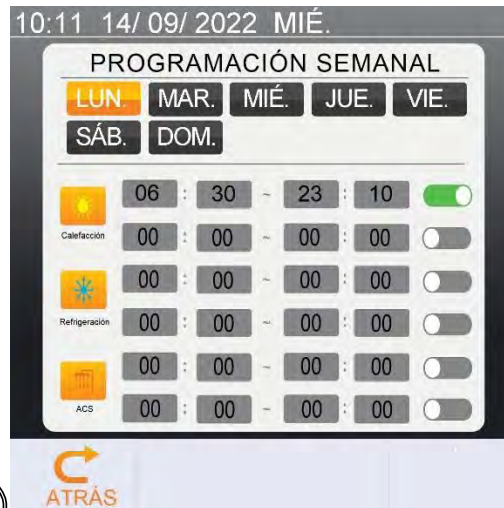 10:11 14/ 09/ 2022 MIÉ.
PROGRAMACIÓN SEMANAL
LUN. MAR. MIÉ. JUE. VIE.
SÁB. DOM.
06 : 30 ~ 23 : 10
Calefacción 00 : 00 ~ 00 : 00
00 : 00 ~ 00 : 00
Refrigeración 00 : 00 ~ 00 : 00
00 : 00 ~ 00 : 00
ACS 00 : 00 ~ 00 : 00
ATRÁS